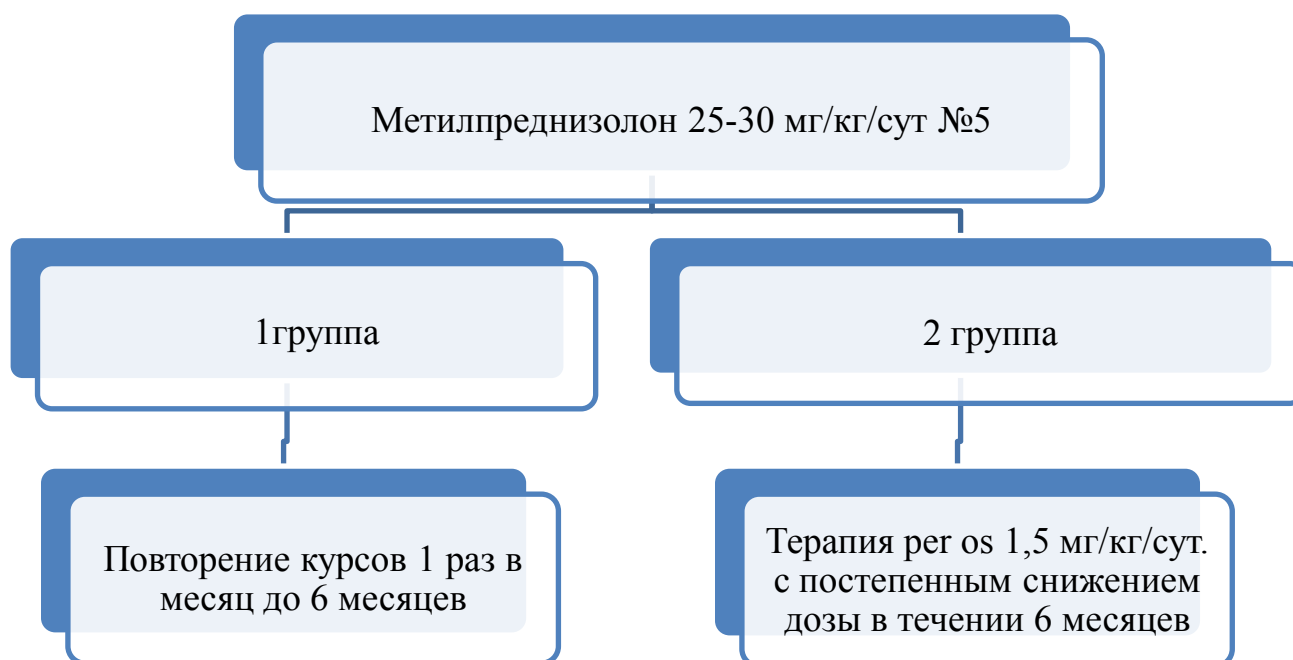 Метилпреднизолон 25-30 мг/кг/сут №5
1группа
2 группа
Повторение курсов 1 раз в
месяц до 6 месяцев
Терапия per os 1,5 мг/кг/сут.
с постепенным снижением
дозы в течении 6 месяцев